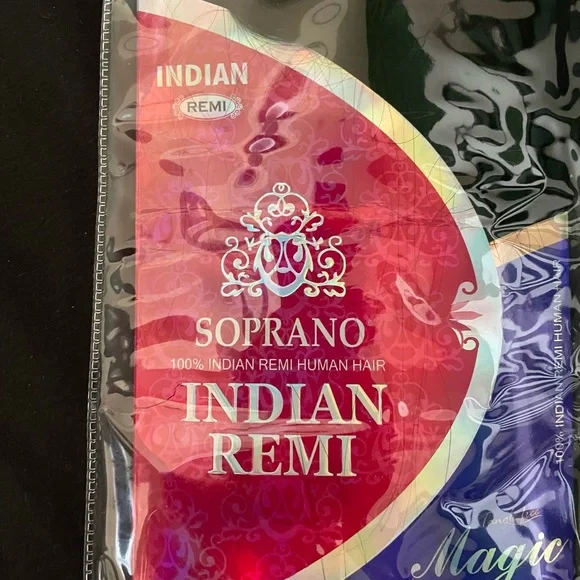 INDIAN
REMI
SOPRANO
100% INDIAN REMI HUMAN HAIR
INDIAN
REMI
100% INDIAN REMI HUMAN HAIR
Magic